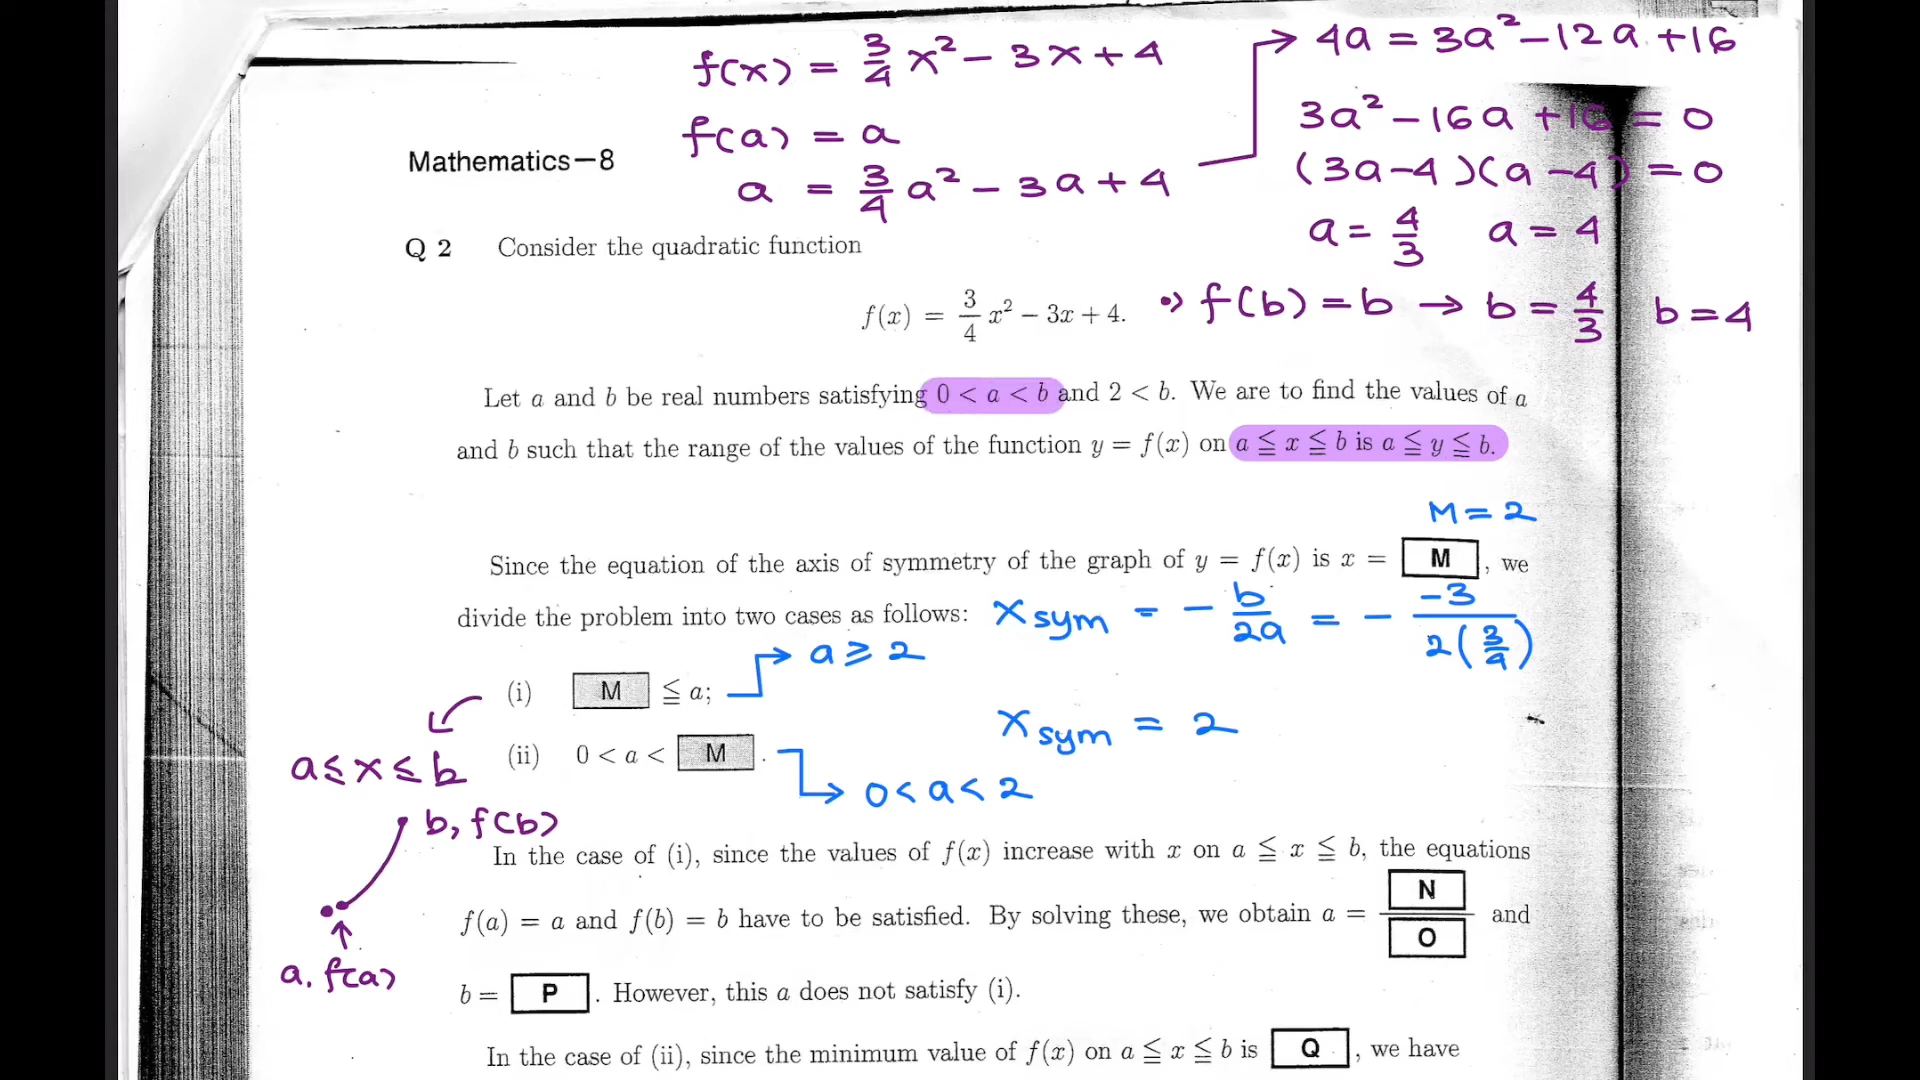 f(x) = 3/4 x² − 3x + 4
f(a) = a
a = 3/4 a² − 3a + 4
→ 4a = 3a² − 12a + 16
3a² − 16a + 16 = 0
(3a−4)(a−4) = 0
a = 4/3 a = 4
Mathematics−8
Q 2 Consider the quadratic function
f(x) = 3/4 x² − 3x + 4.
f(b) = b → b = 4/3 b = 4
Let a and b be real numbers satisfying 0 < a < b and 2 < b. We are to find the values of a
and b such that the range of the values of the function y = f(x) on a ≦ x ≦ b is a ≦ y ≦ b.
M = 2
Since the equation of the axis of symmetry of the graph of y = f(x) is x = M , we
divide the problem into two cases as follows:
x sym = − b/2a = − −3/2(3/4)
x sym = 2
(i) M ≦ a;
→ a ⩾ 2
(ii) 0 < a < M .
→ 0 < a < 2
a ≤ x ≤ b
b, f(b)
a, f(a)
In the case of (i), since the values of f(x) increase with x on a ≦ x ≦ b, the equations
f(a) = a and f(b) = b have to be satisfied. By solving these, we obtain a = N/O and
b = P . However, this a does not satisfy (i).
In the case of (ii), since the minimum value of f(x) on a ≦ x ≦ b is Q , we have